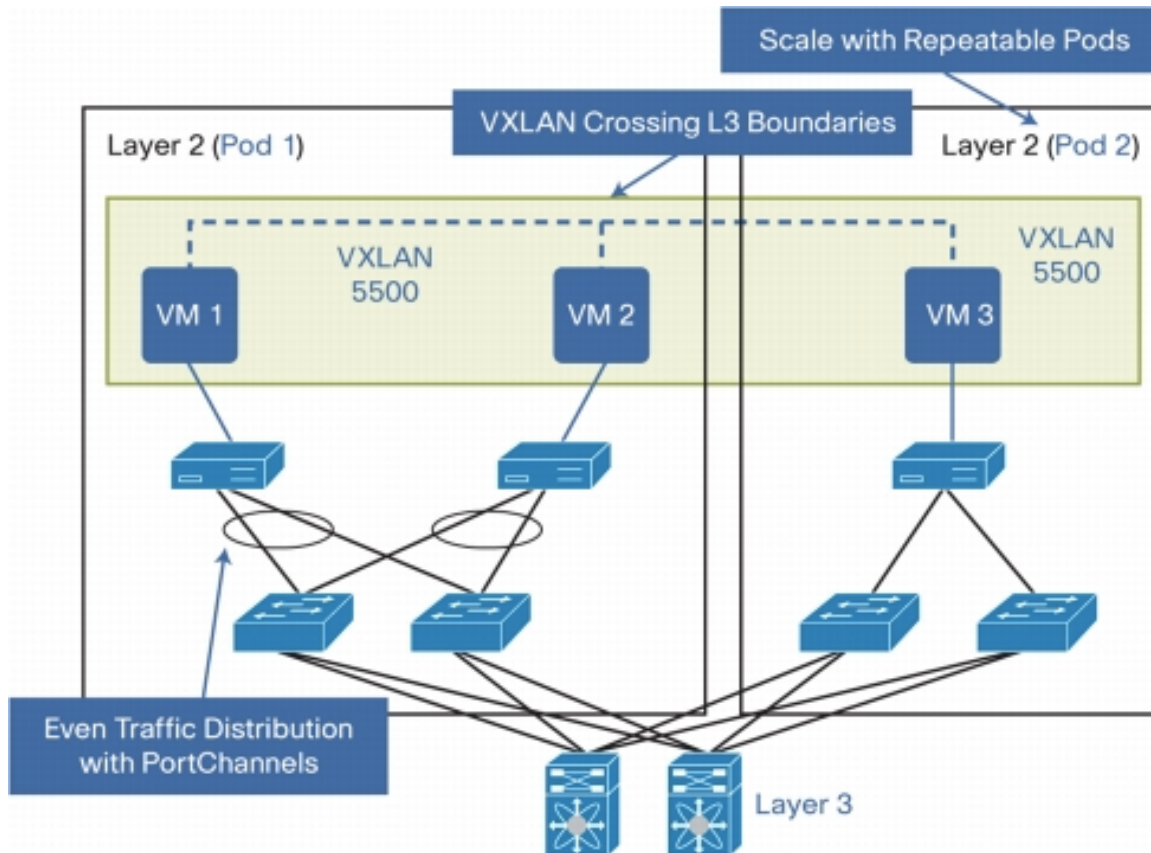 Scale with Repeatable Pods
VXLAN Crossing L3 Boundaries
Layer 2 (Pod 1)
Layer 2 (Pod 2)
VXLAN
5500
VXLAN
5500
VM 1
VM 2
VM 3
Even Traffic Distribution
with PortChannels
Layer 3